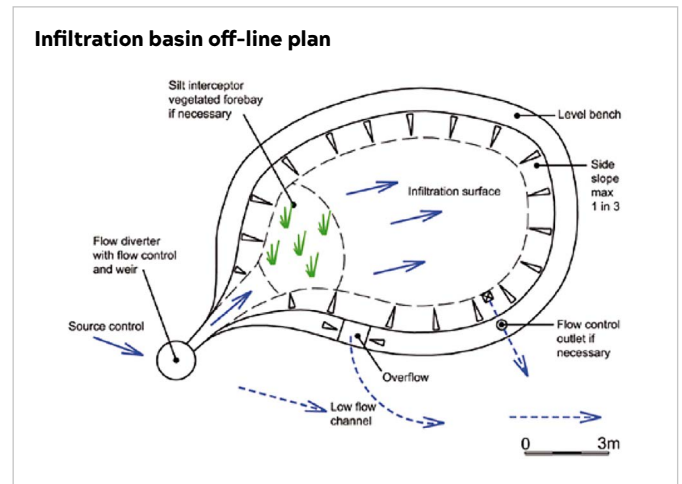 Infiltration basin off-line plan
Silt interceptor
vegetated forebay
if necessary
Level bench
Side
slope
max
1 in 3
Infiltration surface
Flow diverter
with flow control
and weir
Source control
Flow control
outlet if
necessary
Overflow
Low flow
channel
0 3m